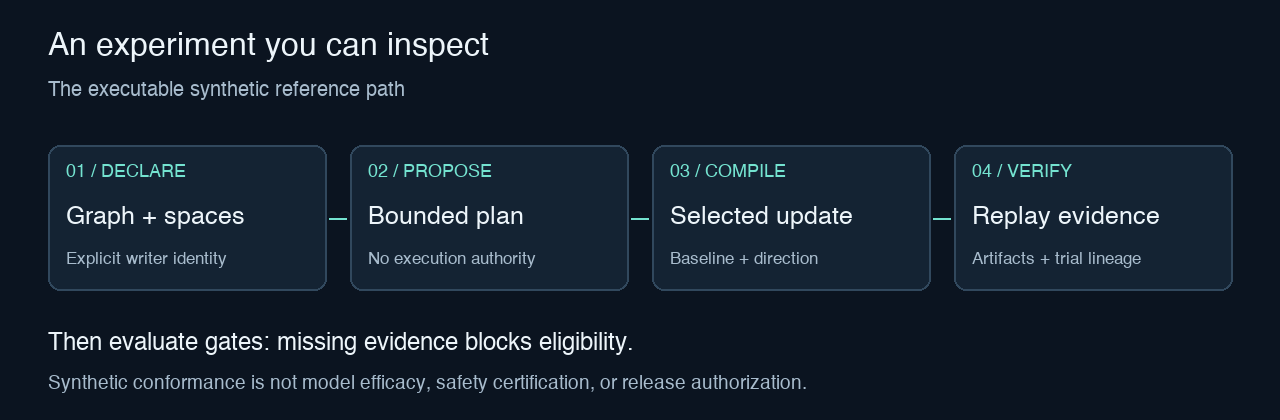 An experiment you can inspect
The executable synthetic reference path
01 / DECLARE
Graph + spaces
Explicit writer identity
02 / PROPOSE
Bounded plan
No execution authority
03 / COMPILE
Selected update
Baseline + direction
04 / VERIFY
Replay evidence
Artifacts + trial lineage
Then evaluate gates: missing evidence blocks eligibility.
Synthetic conformance is not model efficacy, safety certification, or release authorization.